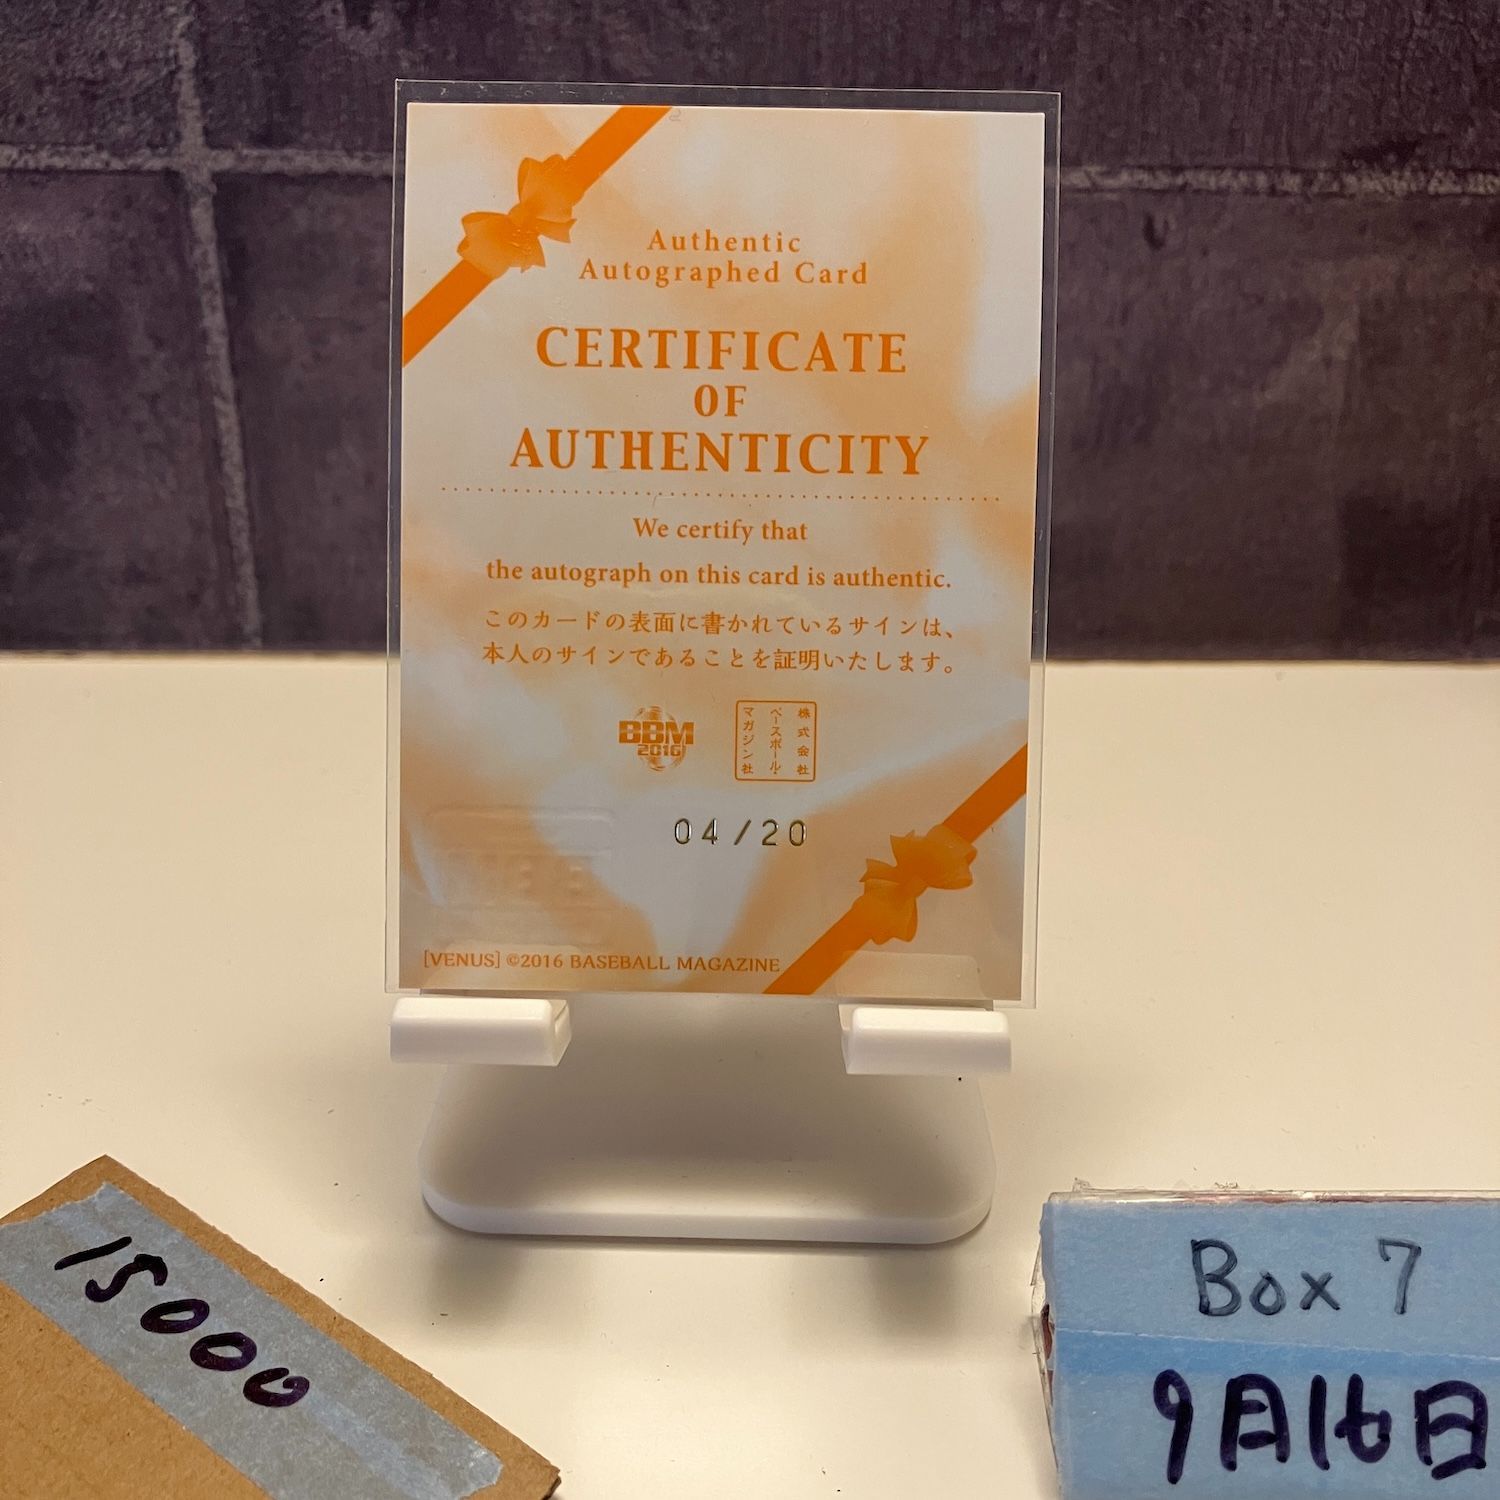 Authentic
Autographed Card
CERTIFICATE
OF
AUTHENTICITY
We certify that
the autograph on this card is authentic.
このカードの表面に書かれているサインは、
本人のサインであることを証明いたします。
BBM
2016
株式会社
ベースボール・
マガジン社
04/20
[VENUS] ©2016 BASEBALL MAGAZINE
15000
Box 7
9月16日